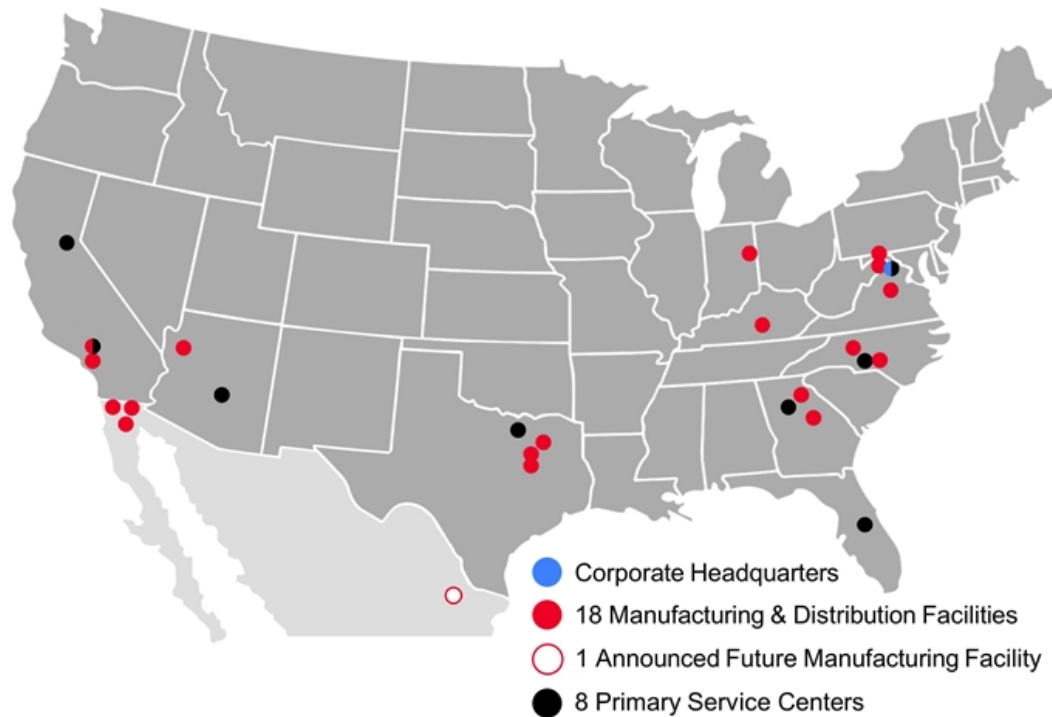 Corporate Headquarters
18 Manufacturing & Distribution Facilities
1 Announced Future Manufacturing Facility
8 Primary Service Centers